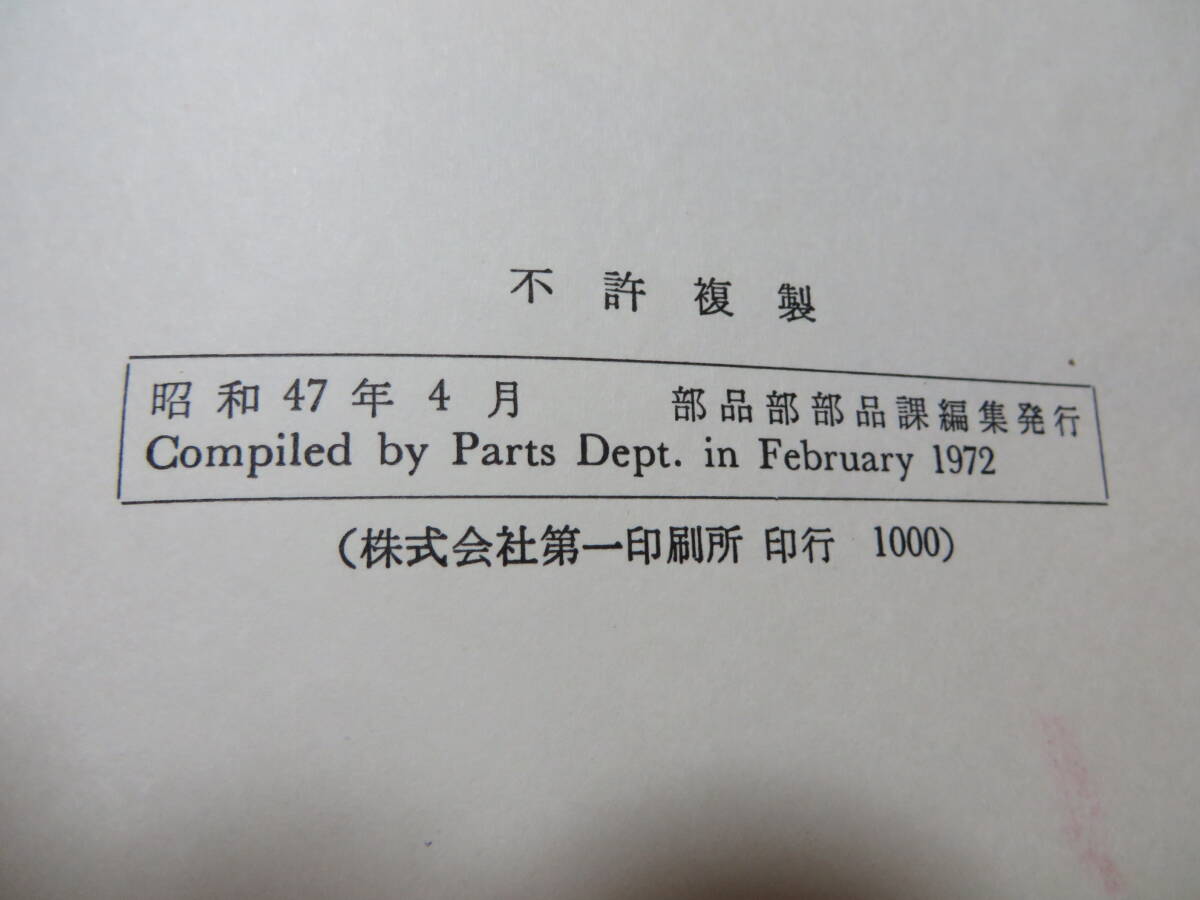 不許複製
昭和47年4月 部品部部品課編集発行
Compiled by Parts Dept. in February 1972
(株式会社第一印刷所 印行 1000)